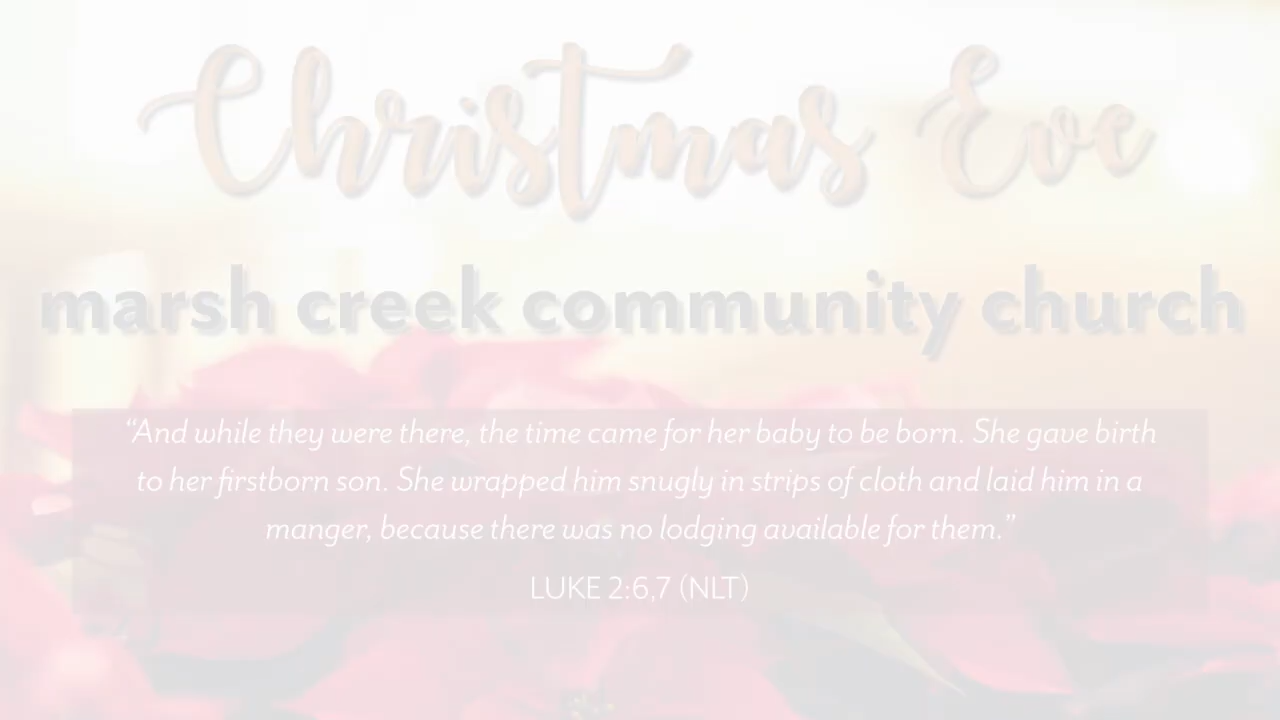 Christmas Eve
marsh creek community church
“And while they were there, the time came for her baby to be born. She gave birth
to her firstborn son. She wrapped him snugly in strips of cloth and laid him in a
manger, because there was no lodging available for them.”
LUKE 2:6,7 (NLT)